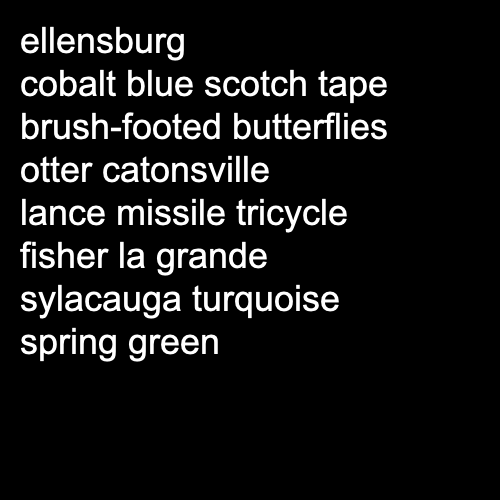 ellensburg
cobalt blue scotch tape
brush-footed butterflies
otter catonsville
lance missile tricycle
fisher la grande
sylacauga turquoise
spring green